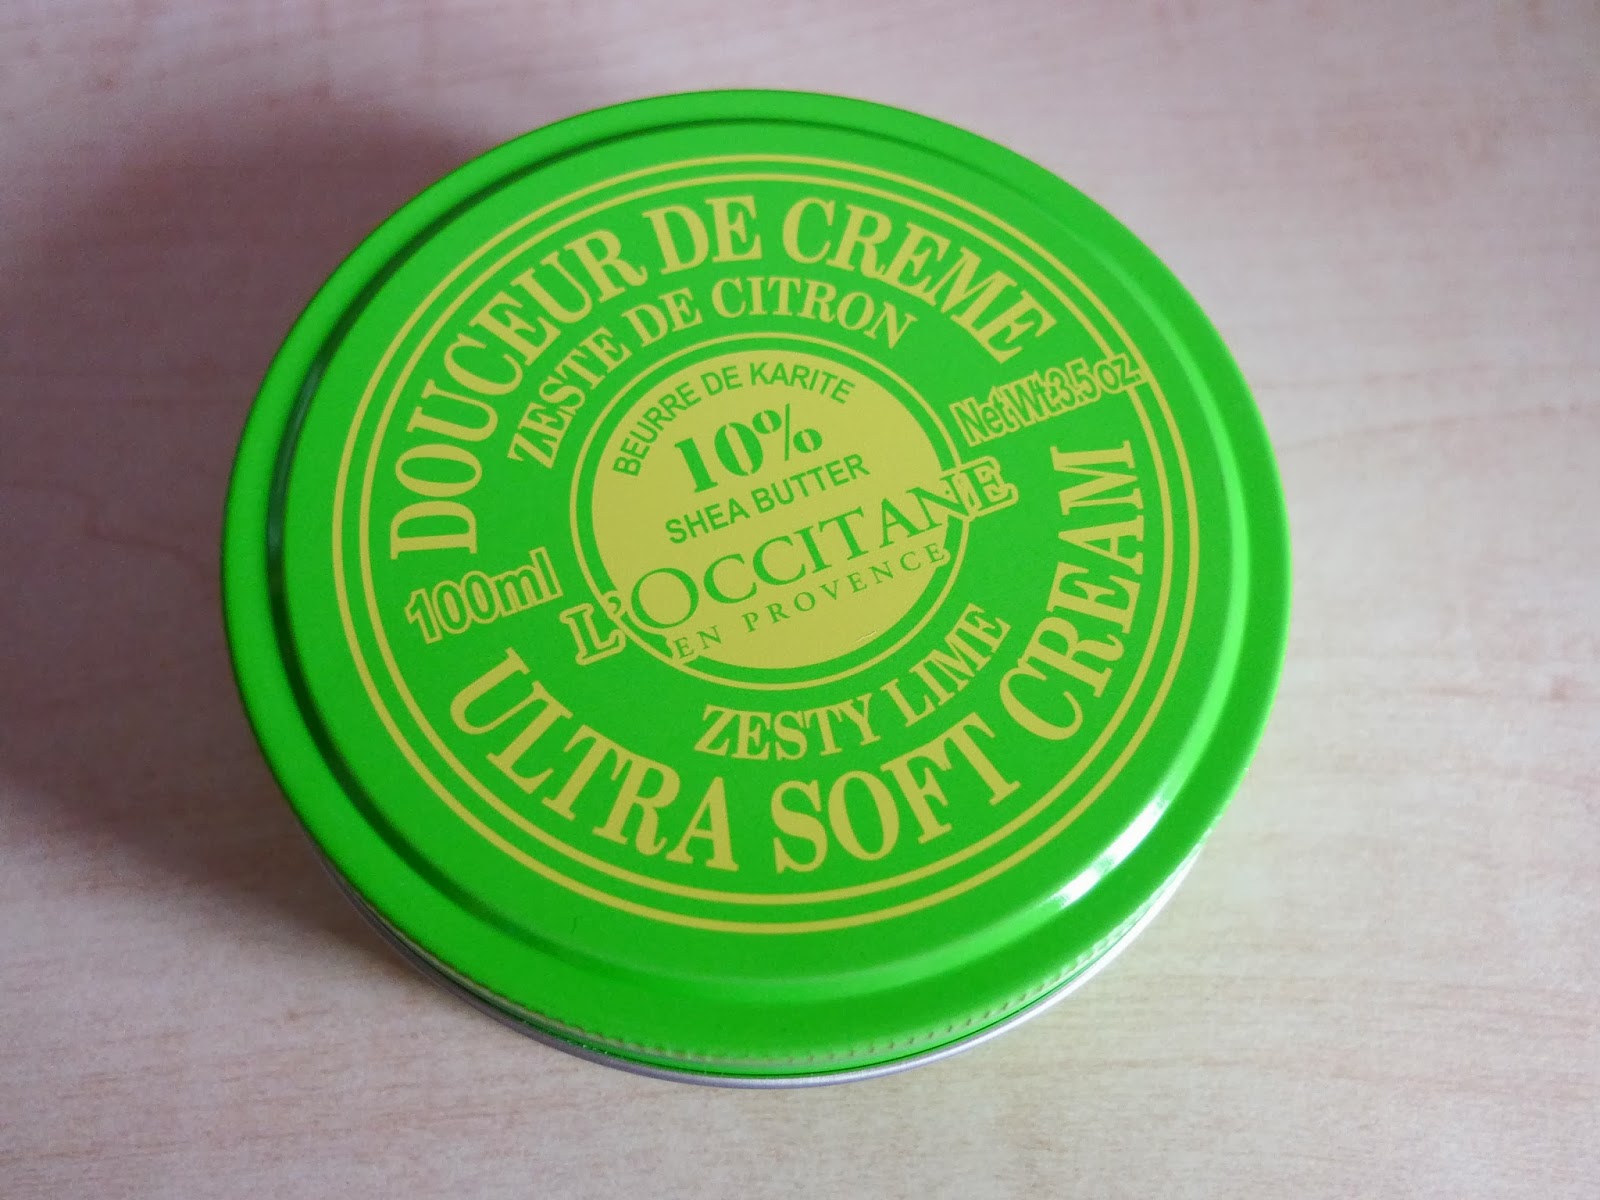 DOUCEUR DE CREME
ZESTE DE CITRON
BEURRE DE KARITE
10%
SHEA BUTTER
L'OCCITANE
EN PROVENCE
100ml
Net Wt.3.5 oz.
ZESTY LIME
ULTRA SOFT CREAM